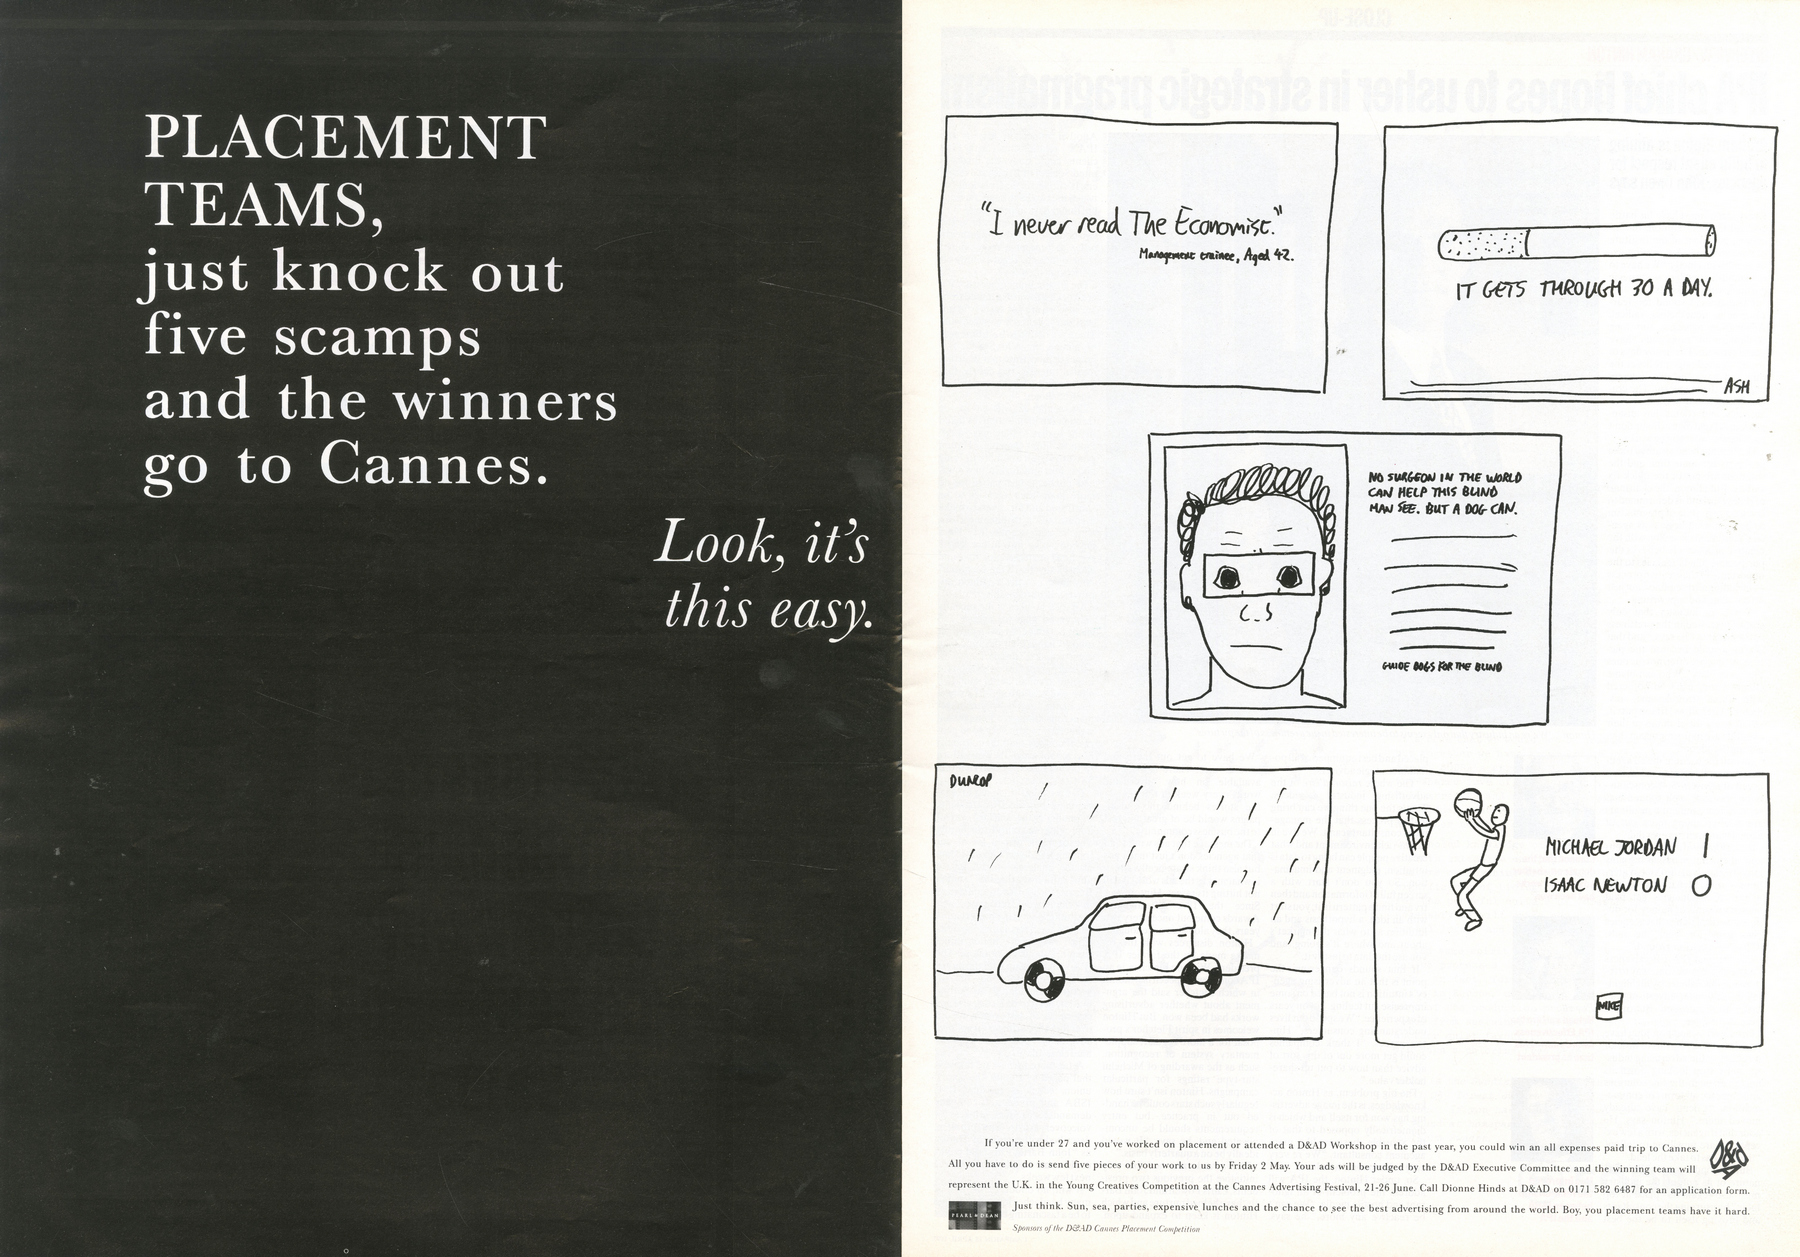 PLACEMENT
TEAMS,
just knock out
five scamps
and the winners
go to Cannes.
Look, it's
this easy.
"I never read The Economist."
Management trainee, Aged 42.
IT GETS THROUGH 30 A DAY.
ASH
NO SURGEON IN THE WORLD
CAN HELP THIS BLIND
MAN SEE. BUT A DOG CAN.
GUIDE DOGS FOR THE BLIND
DUNLOP
MICHAEL JORDAN 1
ISAAC NEWTON 0
NIKE
If you're under 27 and you've worked on placement or attended a D&AD Workshop in the past year, you could win an all expenses paid trip to Cannes.
All you have to do is send five pieces of your work to us by Friday 2 May. Your ads will be judged by the D&AD Executive Committee and the winning team will
represent the U.K. in the Young Creatives Competition at the Cannes Advertising Festival, 21-26 June. Call Dionne Hinds at D&AD on 0171 582 6487 for an application form.
Just think. Sun, sea, parties, expensive lunches and the chance to see the best advertising from around the world. Boy, you placement teams have it hard.
D&AD
PEARL & DEAN
Sponsors of the D&AD Cannes Placement Competition